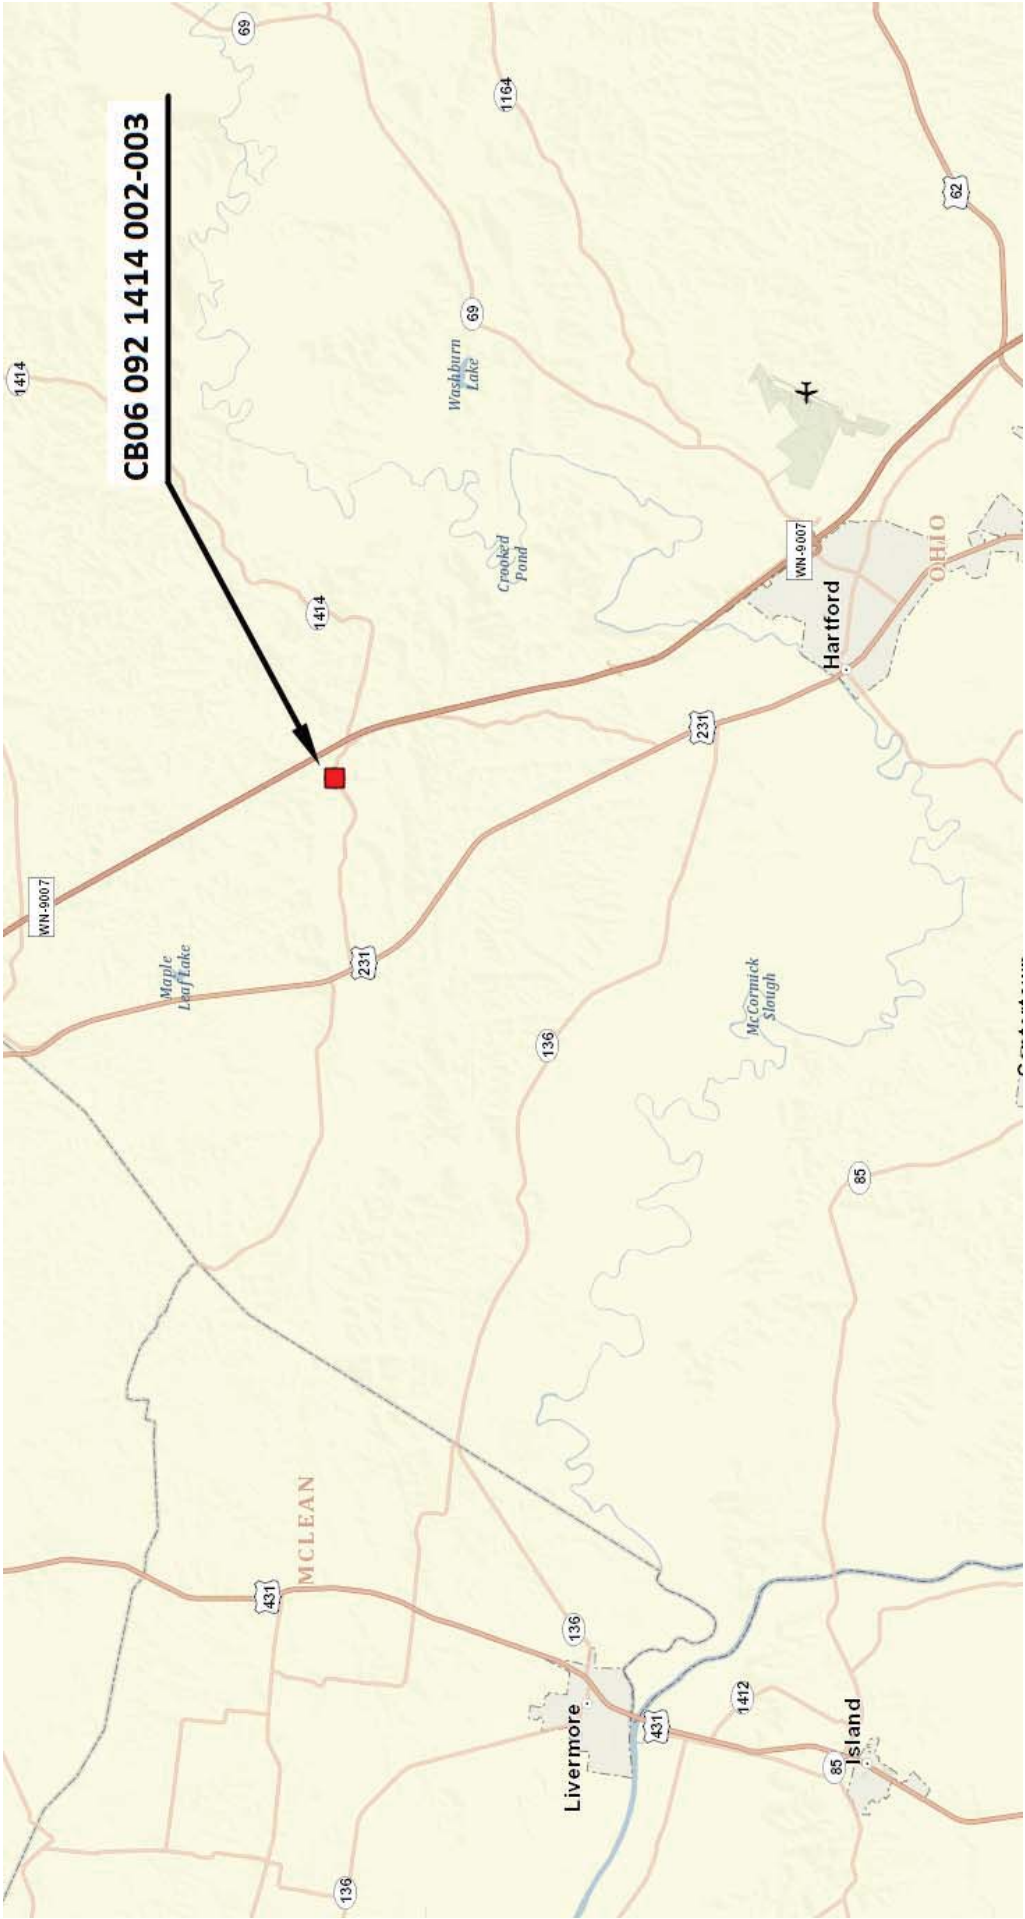 1414
WN-9007
CB06 092 1414 002-003
Maple
Leaf Lake
69
431
MCLEAN
1414
136
231
Washburn
Lake
69
Crooked
Pond
1164
136
Livermore
136
431
231
1412
McCormick
Slough
WN-9007
Hartford
85
Island
85
OHIO
62